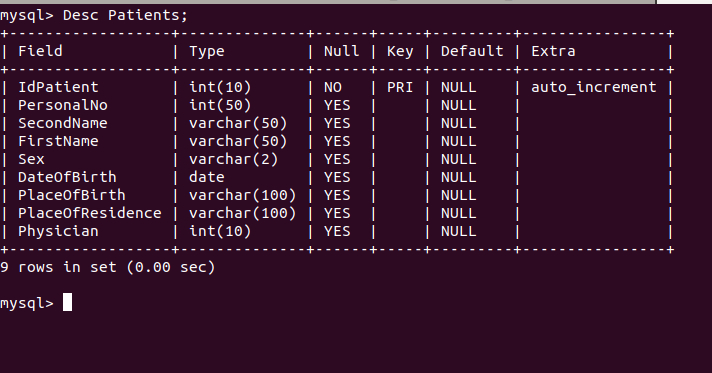 mysql> Desc Patients;
+------------------+--------------+------+-----+---------+----------------+
| Field            | Type         | Null | Key | Default | Extra          |
+------------------+--------------+------+-----+---------+----------------+
| IdPatient        | int(10)      | NO   | PRI | NULL    | auto_increment |
| PersonalNo       | int(50)      | YES  |     | NULL    |                |
| SecondName       | varchar(50)  | YES  |     | NULL    |                |
| FirstName        | varchar(50)  | YES  |     | NULL    |                |
| Sex              | varchar(2)   | YES  |     | NULL    |                |
| DateOfBirth      | date         | YES  |     | NULL    |                |
| PlaceOfBirth     | varchar(100) | YES  |     | NULL    |                |
| PlaceOfResidence | varchar(100) | YES  |     | NULL    |                |
| Physician        | int(10)      | YES  |     | NULL    |                |
+------------------+--------------+------+-----+---------+----------------+
9 rows in set (0.00 sec)
mysql>